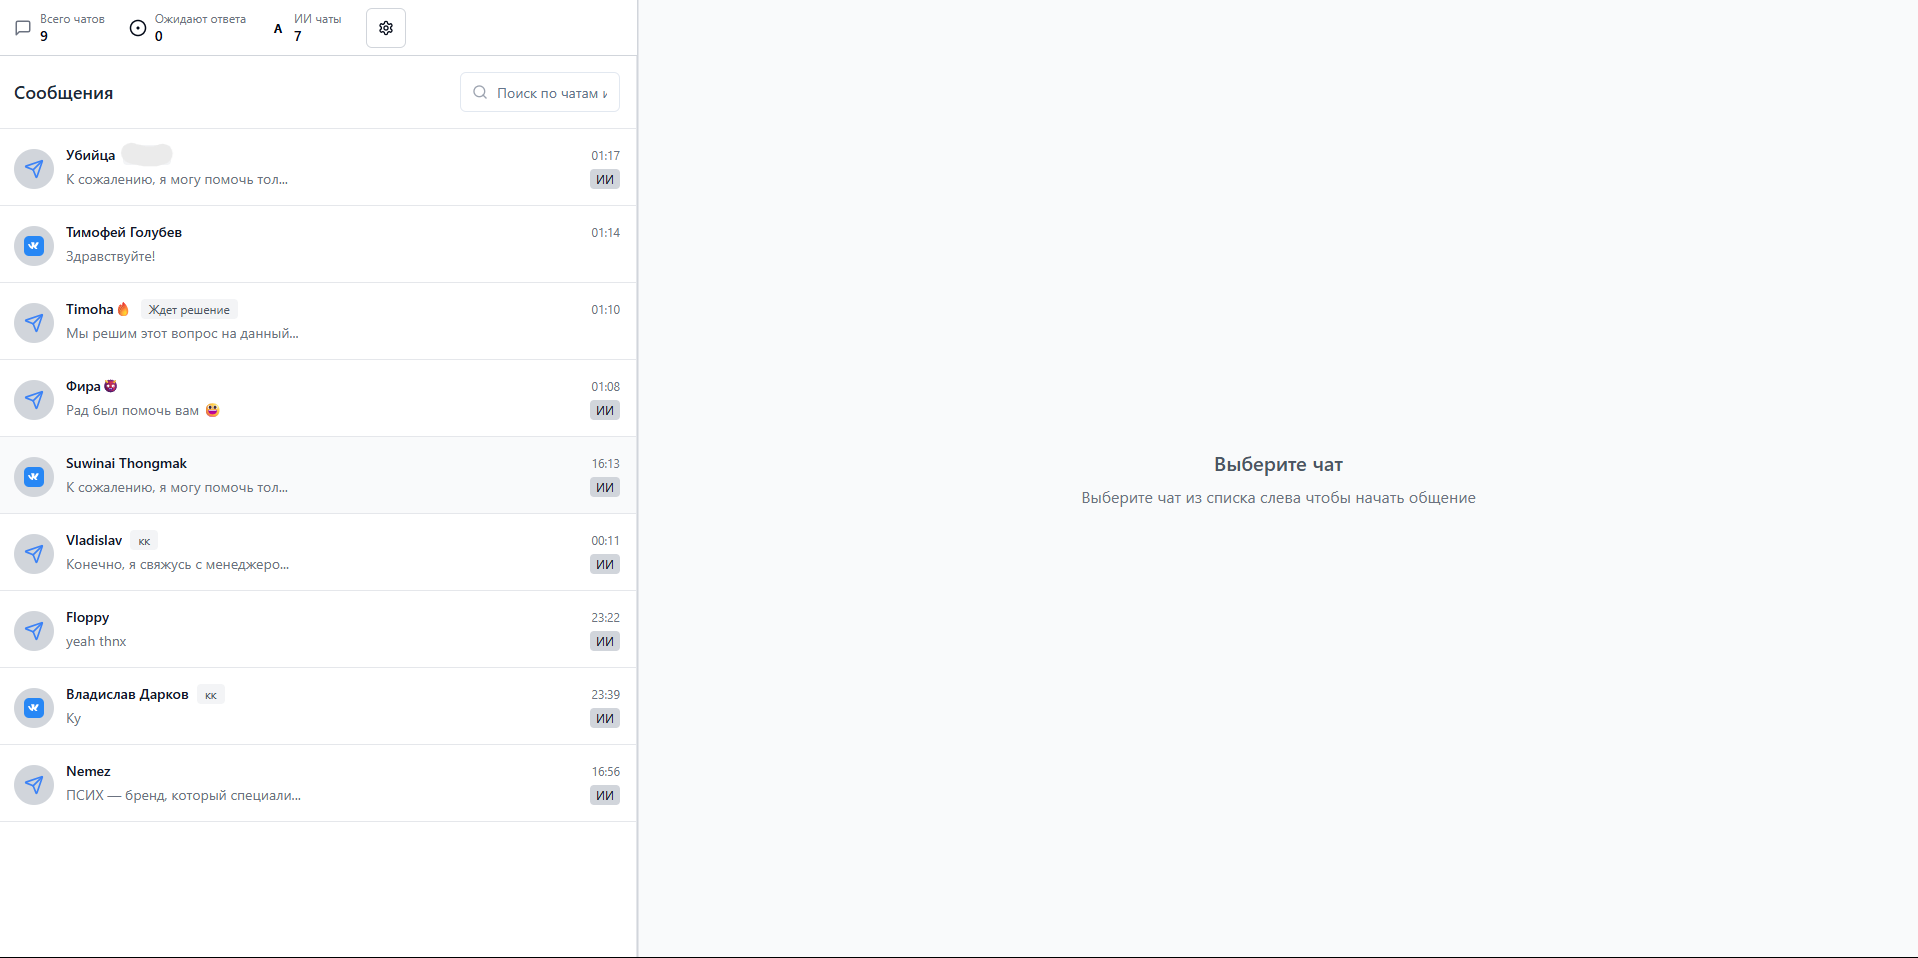 Всего чатов
9
Ожидают ответа
0
A
ИИ чаты
7
Сообщения
Поиск по чатам и
Убийца
01:17
К сожалению, я могу помочь тол...
ИИ
Тимофей Голубев
01:14
Здравствуйте!
Timoha🔥 Ждет решение
01:10
Мы решим этот вопрос на данный...
Фира👹
01:08
Рад был помочь вам 😀
ИИ
Suwinai Thongmak
16:13
К сожалению, я могу помочь тол...
ИИ
Vladislav кк
00:11
Конечно, я свяжусь с менеджеро...
ИИ
Floppy
23:22
yeah thnx
ИИ
Владислав Дарков кк
23:39
Ку
ИИ
Nemez
16:56
ПСИХ — бренд, который специали...
ИИ
Выберите чат
Выберите чат из списка слева чтобы начать общение